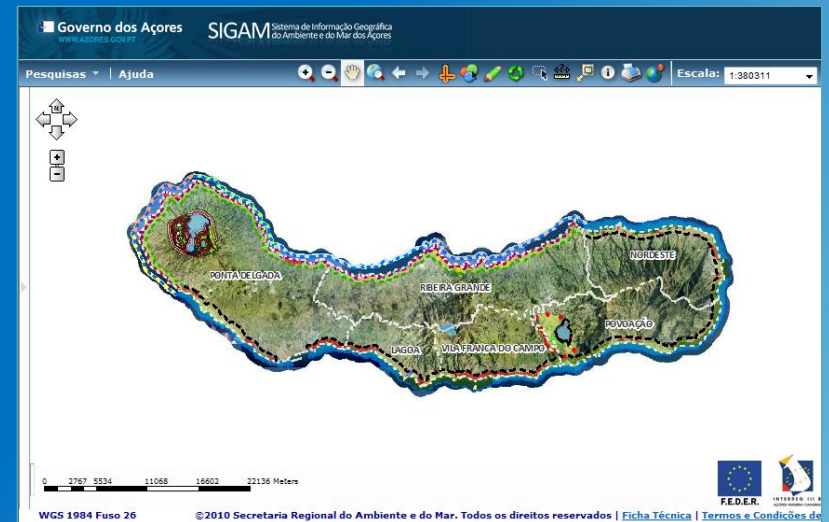 Governo dos Açores
WWW.AZORES.GOV.PT
SIGAM Sistema de Informação Geográfica
do Ambiente e do Mar dos Açores
Pesquisas | Ajuda
Escala: 1:380311
N
PONTA DELGADA
RIBEIRA GRANDE
NORDESTE
LAGOA
VILA FRANCA DO CAMPO
POVOAÇÃO
0 2767 5534 11068 16602 22136 Meters
F.E.D.E.R.
INTERREG III B
WGS 1984 Fuso 26 ©2010 Secretaria Regional do Ambiente e do Mar. Todos os direitos reservados | Ficha Técnica | Termos e Condições de